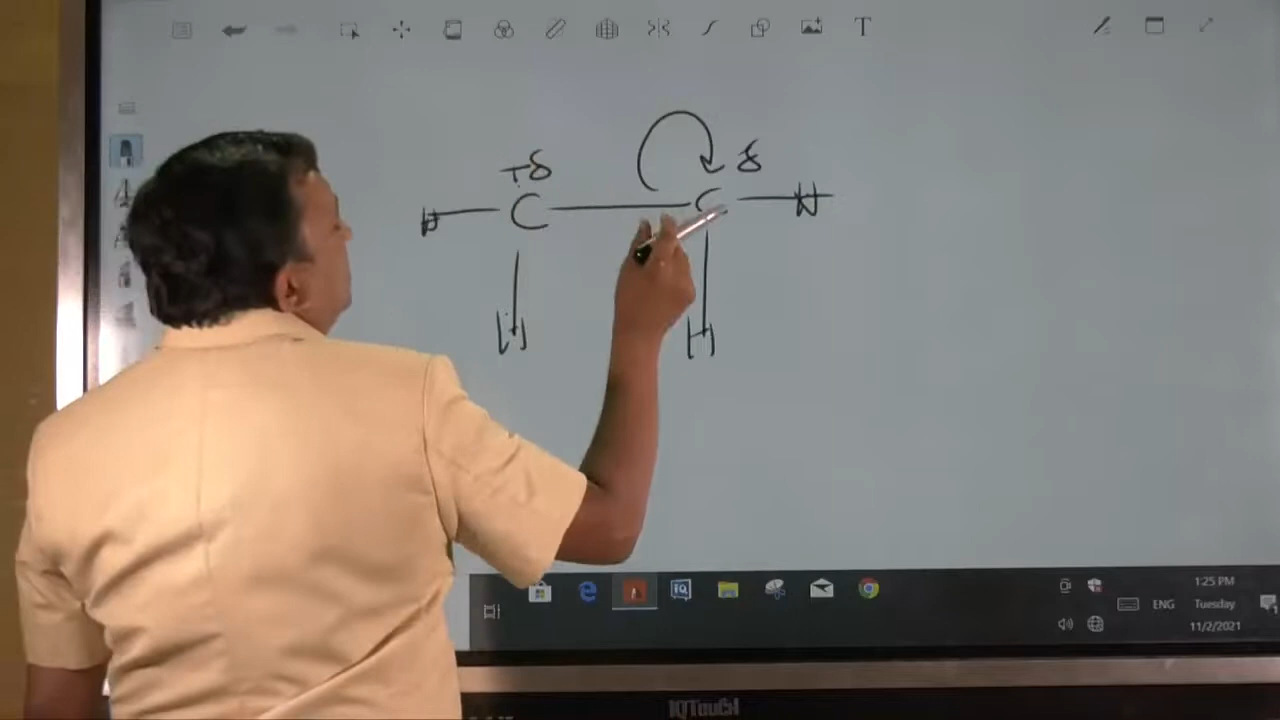 T
+δ δ
H C C H
H H
1:25 PM
ENG Tuesday
11/2/2021
IQTouCH